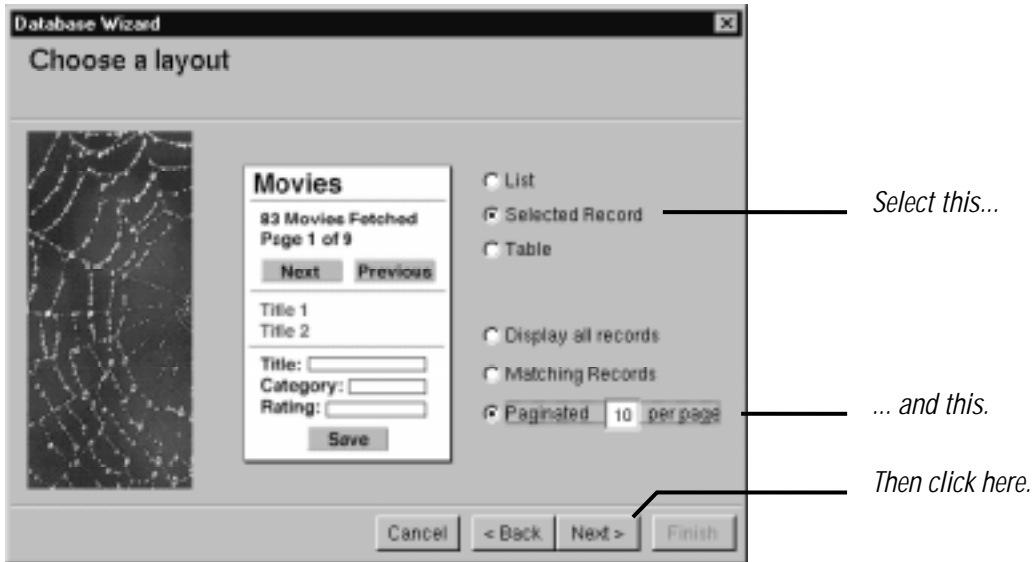 Database Wizard
Choose a layout
Movies
83 Movies Fetched
Page 1 of 9
Next Previous
Title 1
Title 2
Title:
Category:
Rating:
Save
List
Selected Record
Table
Display all records
Matching Records
Paginated 10 per page
Select this...
... and this.
Then click here.
Cancel < Back Next > Finish